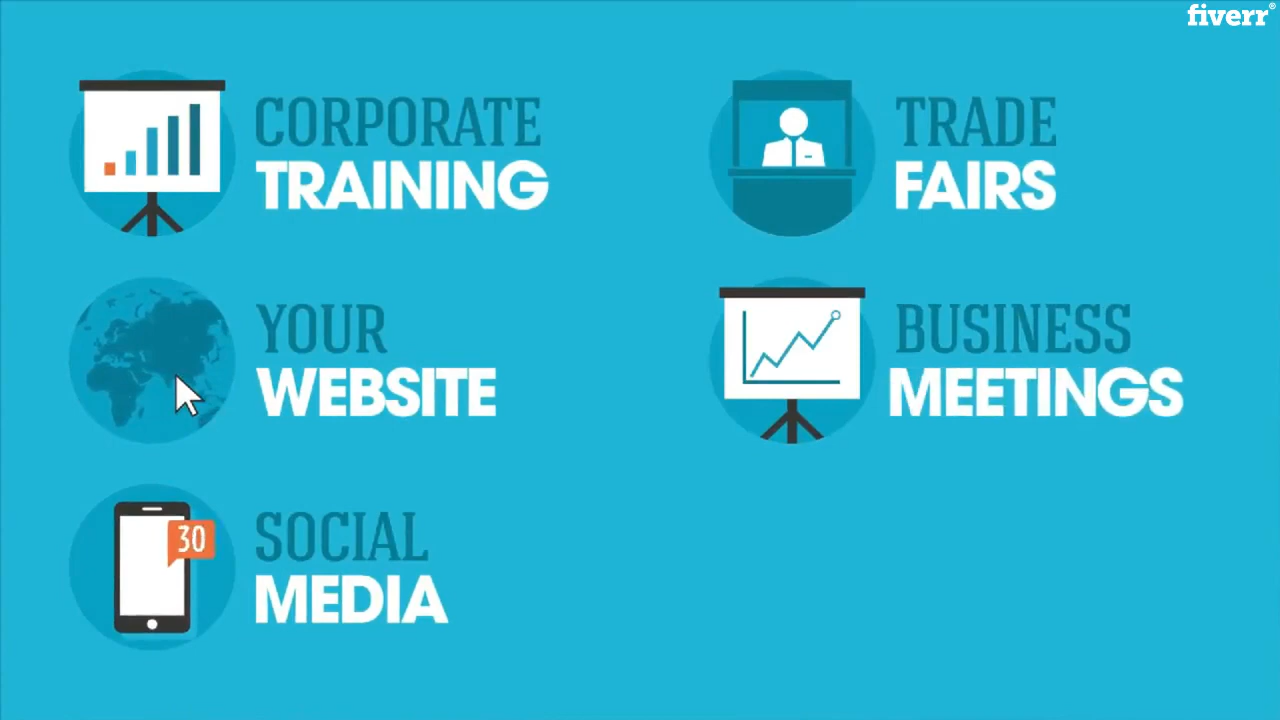 fiverr®
CORPORATE
TRAINING
TRADE
FAIRS
YOUR
WEBSITE
BUSINESS
MEETINGS
SOCIAL
MEDIA
30